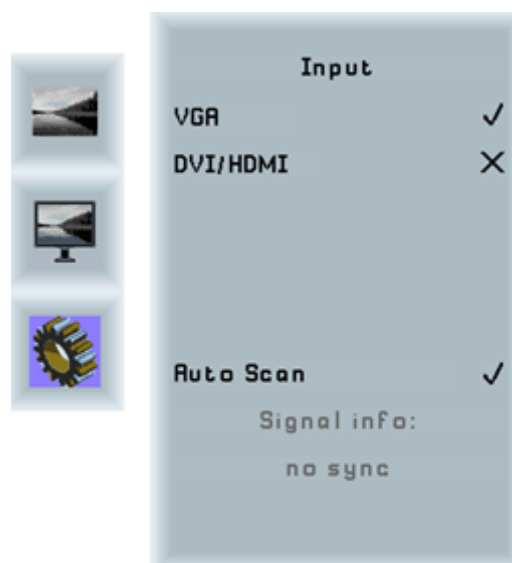 Input
VGA ✓
DVI/HDMI ✕
Auto Scan ✓
Signal info:
no sync